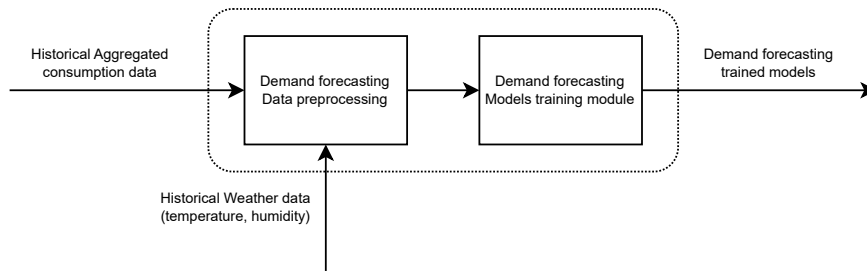 Historical Aggregated
consumption data
Demand forecasting
Data preprocessing
Demand forecasting
Models training module
Demand forecasting
trained models
Historical Weather data
(temperature, humidity)